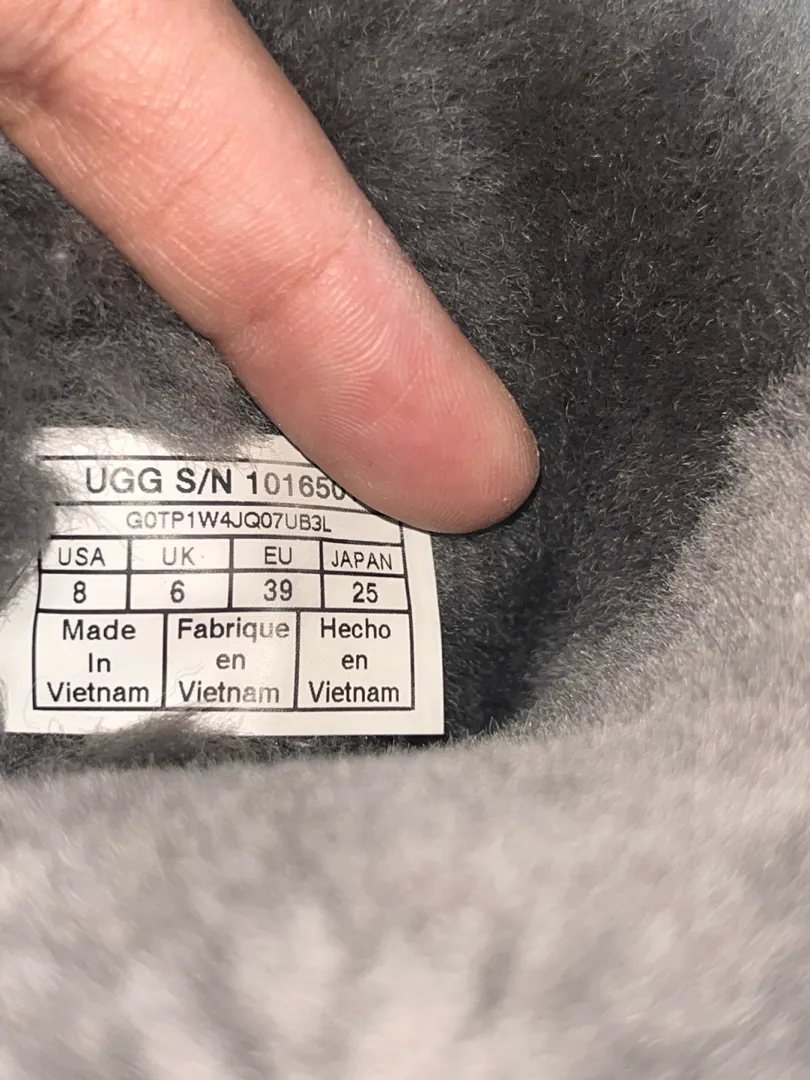 UGG S/N 101650
G0TP1W4JQ07UB3L
USA UK EU JAPAN
8 6 39 25
Made Fabrique Hecho
In en en
Vietnam Vietnam Vietnam